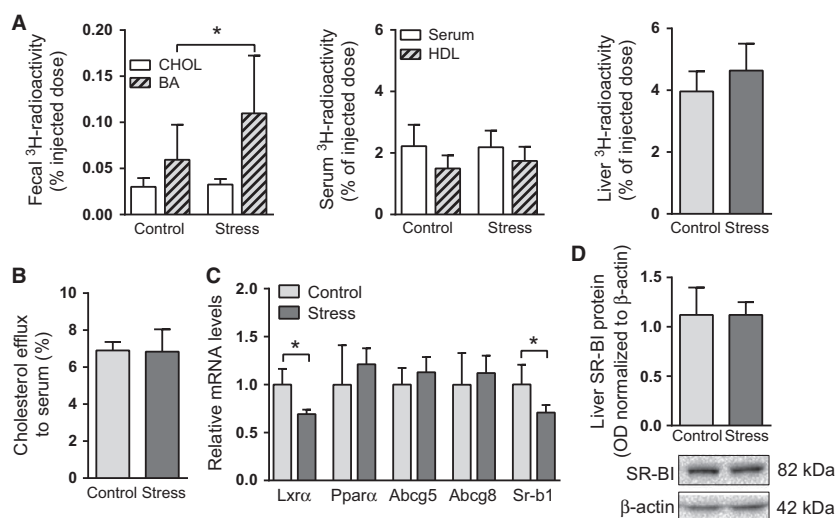 A
Fecal ³H-radioactivity
(% injected dose)
0.20
0.15
0.10
0.05
0.00
CHOL
BA
*
Control Stress
Serum ³H-radioactivity
(% of injected dose)
6
4
2
0
Serum
HDL
Control Stress
Liver ³H-radioactivity
(% of injected dose)
6
4
2
0
Control Stress
B
Cholesterol efflux
to serum (%)
10
8
6
4
2
0
Control Stress
C
Relative mRNA levels
2.0
1.5
1.0
0.5
0.0
Control
Stress
*
*
Lxrα Pparα Abcg5 Abcg8 Sr-b1
D
Liver SR-BI protein
(OD normalized to β-actin)
1.5
1.0
0.5
0.0
Control Stress
SR-BI 82 kDa
β-actin 42 kDa